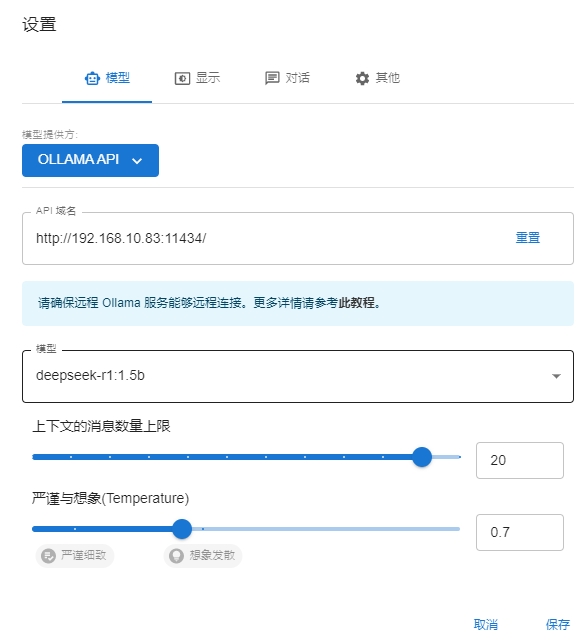 设置
模型 显示 对话 其他
模型提供方:
OLLAMA API
API 域名
http://192.168.10.83:11434/ 重置
请确保远程 Ollama 服务能够远程连接。更多详情请参考此教程。
模型
deepseek-r1:1.5b
上下文的消息数量上限
20
严谨与想象(Temperature)
0.7
严谨细致 想象发散
取消 保存